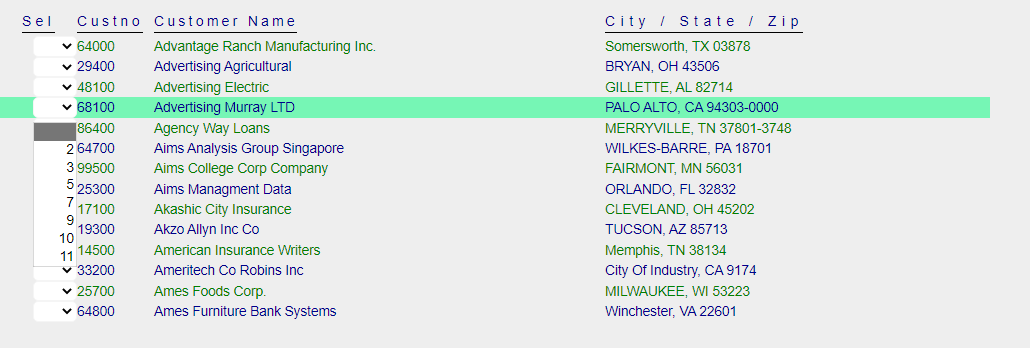 Sel Custno Customer Name City / State / Zip
64000 Advantage Ranch Manufacturing Inc. Somersworth, TX 03878
29400 Advertising Agricultural BRYAN, OH 43506
48100 Advertising Electric GILLETTE, AL 82714
68100 Advertising Murray LTD PALO ALTO, CA 94303-0000
86400 Agency Way Loans MERRYVILLE, TN 37801-3748
2 64700 Aims Analysis Group Singapore WILKES-BARRE, PA 18701
3 99500 Aims College Corp Company FAIRMONT, MN 56031
5 25300 Aims Managment Data ORLANDO, FL 32832
7 17100 Akashic City Insurance CLEVELAND, OH 45202
9 19300 Akzo Allyn Inc Co TUCSON, AZ 85713
10 14500 American Insurance Writers Memphis, TN 38134
11
33200 Ameritech Co Robins Inc City Of Industry, CA 9174
25700 Ames Foods Corp. MILWAUKEE, WI 53223
64800 Ames Furniture Bank Systems Winchester, VA 22601